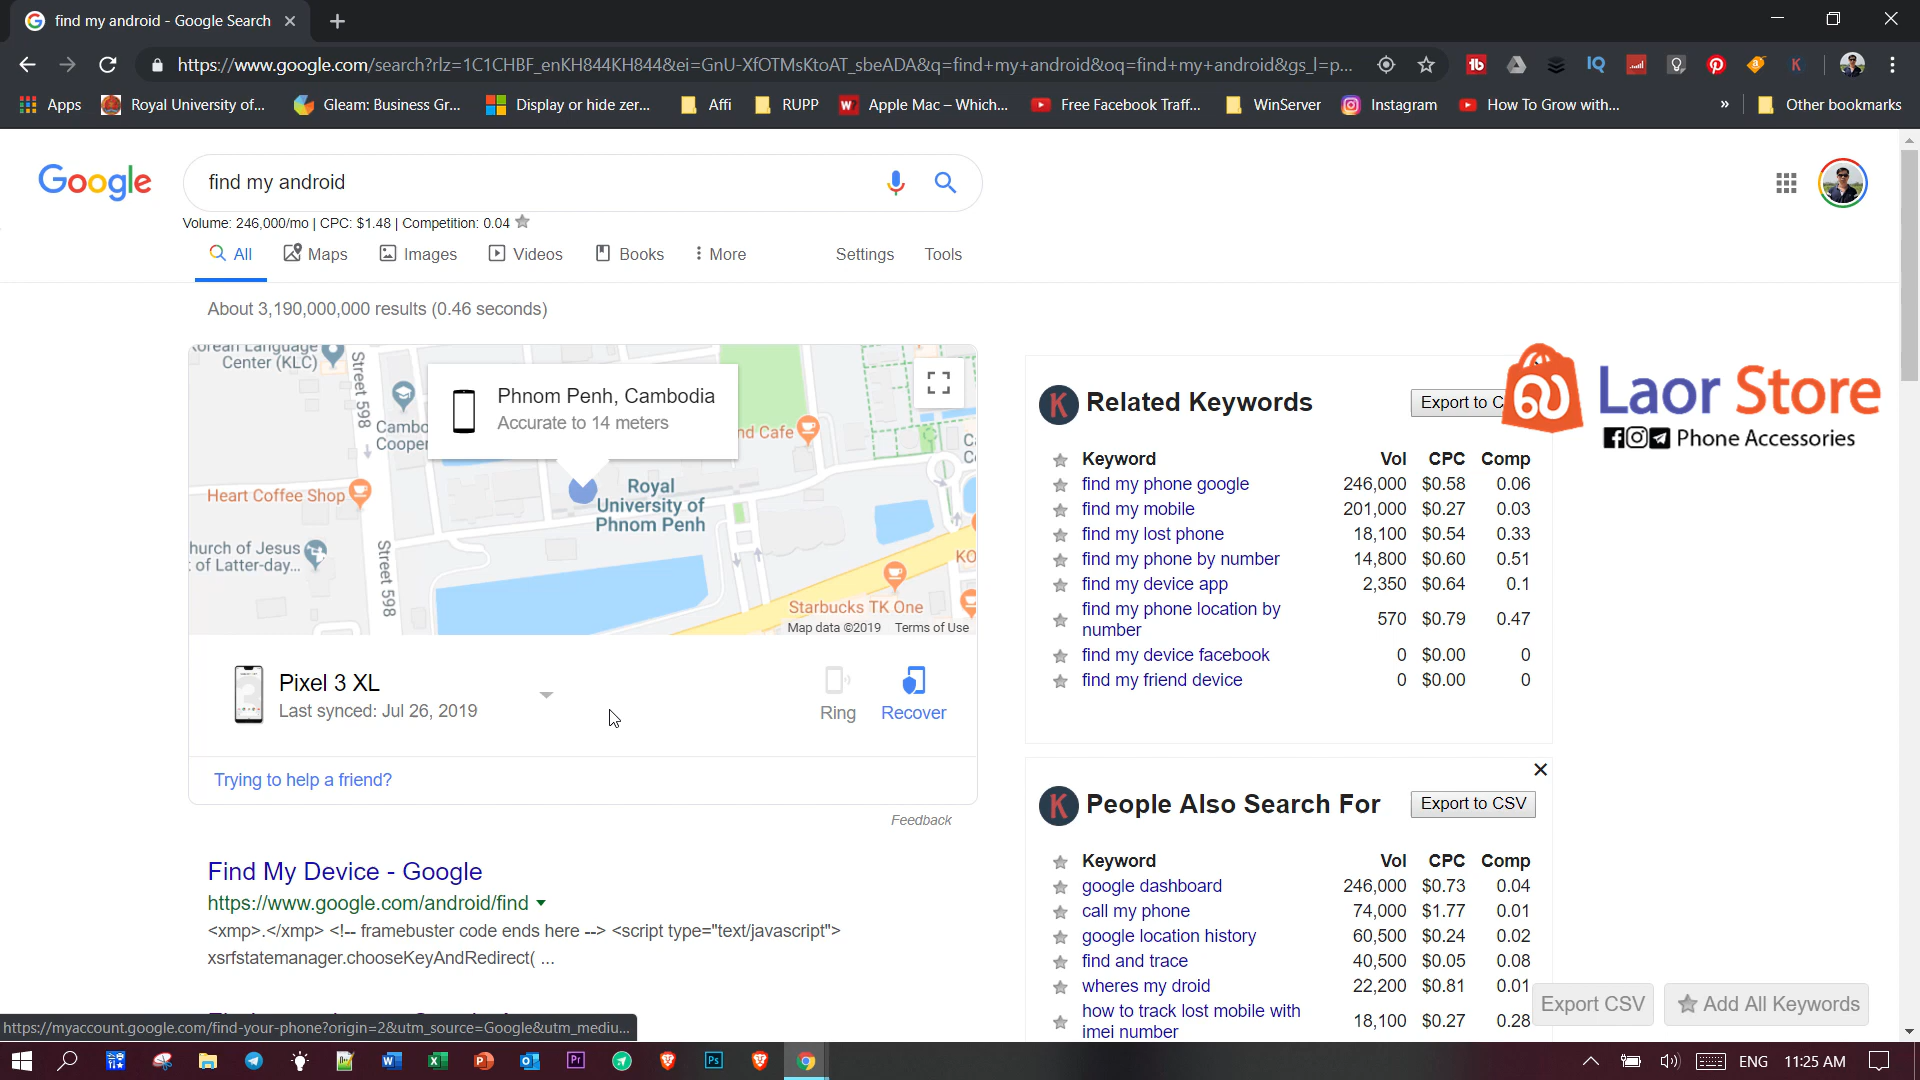 find my android - Google Search
https://www.google.com/search?rlz=1C1CHBF_enKH844KH844&ei=GnU-XfOTMsKtoAT_sbeADA&q=find+my+android&oq=find+my+android&gs_l=p...
Apps
Royal University of...
Gleam: Business Gr...
Display or hide zer...
Affi
RUPP
Apple Mac – Which...
Free Facebook Traff...
WinServer
Instagram
How To Grow with...
»
Other bookmarks
Google
find my android
Volume: 246,000/mo | CPC: $1.48 | Competition: 0.04
All
Maps
Images
Videos
Books
More
Settings
Tools
About 3,190,000,000 results (0.46 seconds)
Korean Language
Center (KLC)
Street 598
Cambo
Cooper
Phnom Penh, Cambodia
Accurate to 14 meters
nd Cafe
Heart Coffee Shop
Royal
University of
Phnom Penh
hurch of Jesus
t of Latter-day...
Street 598
KO
Starbucks TK One
Map data ©2019
Terms of Use
Pixel 3 XL
Last synced: Jul 26, 2019
Ring
Recover
Trying to help a friend?
Feedback
Find My Device - Google
https://www.google.com/android/find
<xmp>.</xmp> <!-- framebuster code ends here --> <script type="text/javascript">
xsrfstatemanager.chooseKeyAndRedirect( ...
https://myaccount.google.com/find-your-phone?origin=2&utm_source=Google&utm_mediu...
K Related Keywords
Export to C
Laor Store
Phone Accessories
Keyword Vol CPC Comp
find my phone google 246,000 $0.58 0.06
find my mobile 201,000 $0.27 0.03
find my lost phone 18,100 $0.54 0.33
find my phone by number 14,800 $0.60 0.51
find my device app 2,350 $0.64 0.1
find my phone location by
number 570 $0.79 0.47
find my device facebook 0 $0.00 0
find my friend device 0 $0.00 0
K People Also Search For
Export to CSV
Keyword Vol CPC Comp
google dashboard 246,000 $0.73 0.04
call my phone 74,000 $1.77 0.01
google location history 60,500 $0.24 0.02
find and trace 40,500 $0.05 0.08
wheres my droid 22,200 $0.81 0.01
how to track lost mobile with
imei number 18,100 $0.27 0.28
Export CSV
Add All Keywords
ENG
11:25 AM